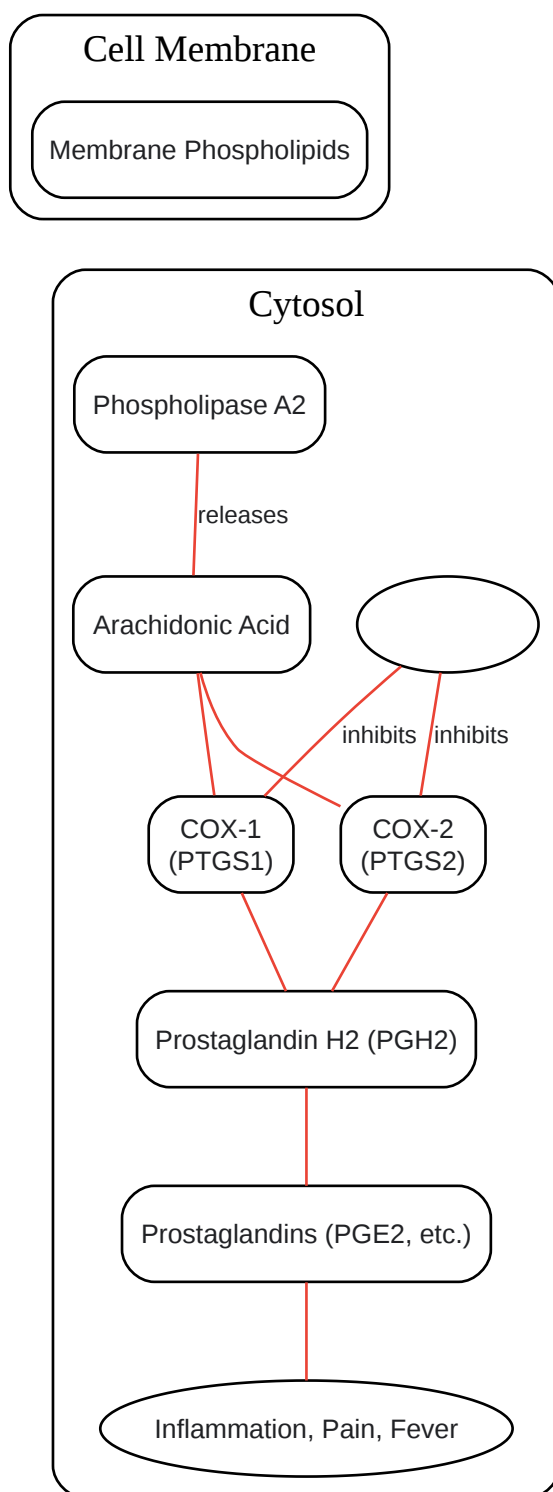 Cell Membrane
Membrane Phospholipids
Cytosol
Phospholipase A2
releases
Arachidonic Acid
inhibits
inhibits
COX-1
(PTGS1)
COX-2
(PTGS2)
Prostaglandin H2 (PGH2)
Prostaglandins (PGE2, etc.)
Inflammation, Pain, Fever